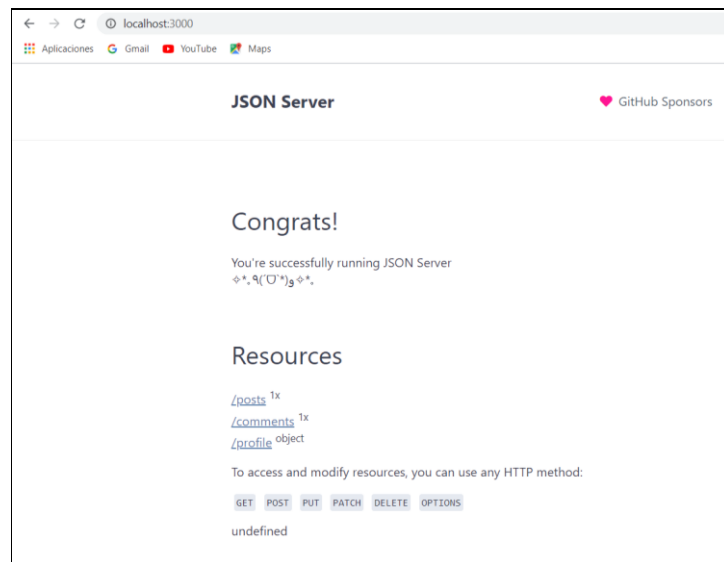 localhost:3000
Aplicaciones Gmail YouTube Maps
JSON Server GitHub Sponsors
Congrats!
You're successfully running JSON Server
✧*｡٩(ˊᗜˋ*)و✧*｡
Resources
/posts 1x
/comments 1x
/profile object
To access and modify resources, you can use any HTTP method:
GET POST PUT PATCH DELETE OPTIONS
undefined